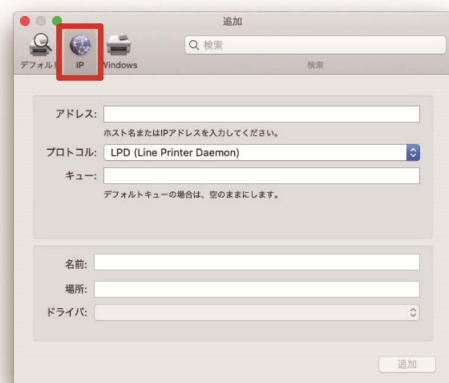 追加
検索
デフォルト IP Windows
検索
アドレス:
ホスト名またはIPアドレスを入力してください。
プロトコル: LPD (Line Printer Daemon)
キュー:
デフォルトキューの場合は、空のままにします。
名前:
場所:
ドライバ:
追加